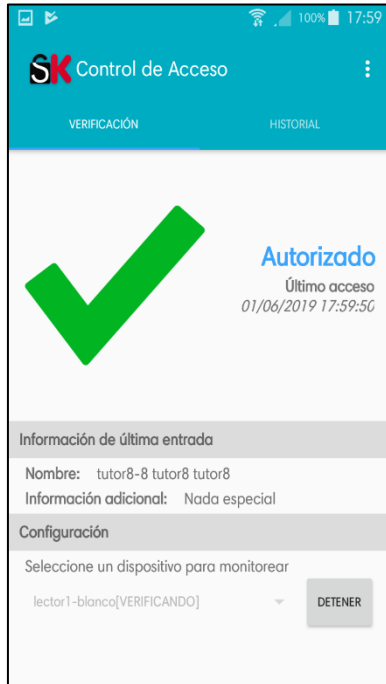 100% 17:59
SK Control de Acceso
VERIFICACIÓN HISTORIAL
Autorizado
Último acceso
01/06/2019 17:59:50
Información de última entrada
Nombre: tutor8-8 tutor8 tutor8
Información adicional: Nada especial
Configuración
Seleccione un dispositivo para monitorear
lector1-blanco[VERIFICANDO] DETENER